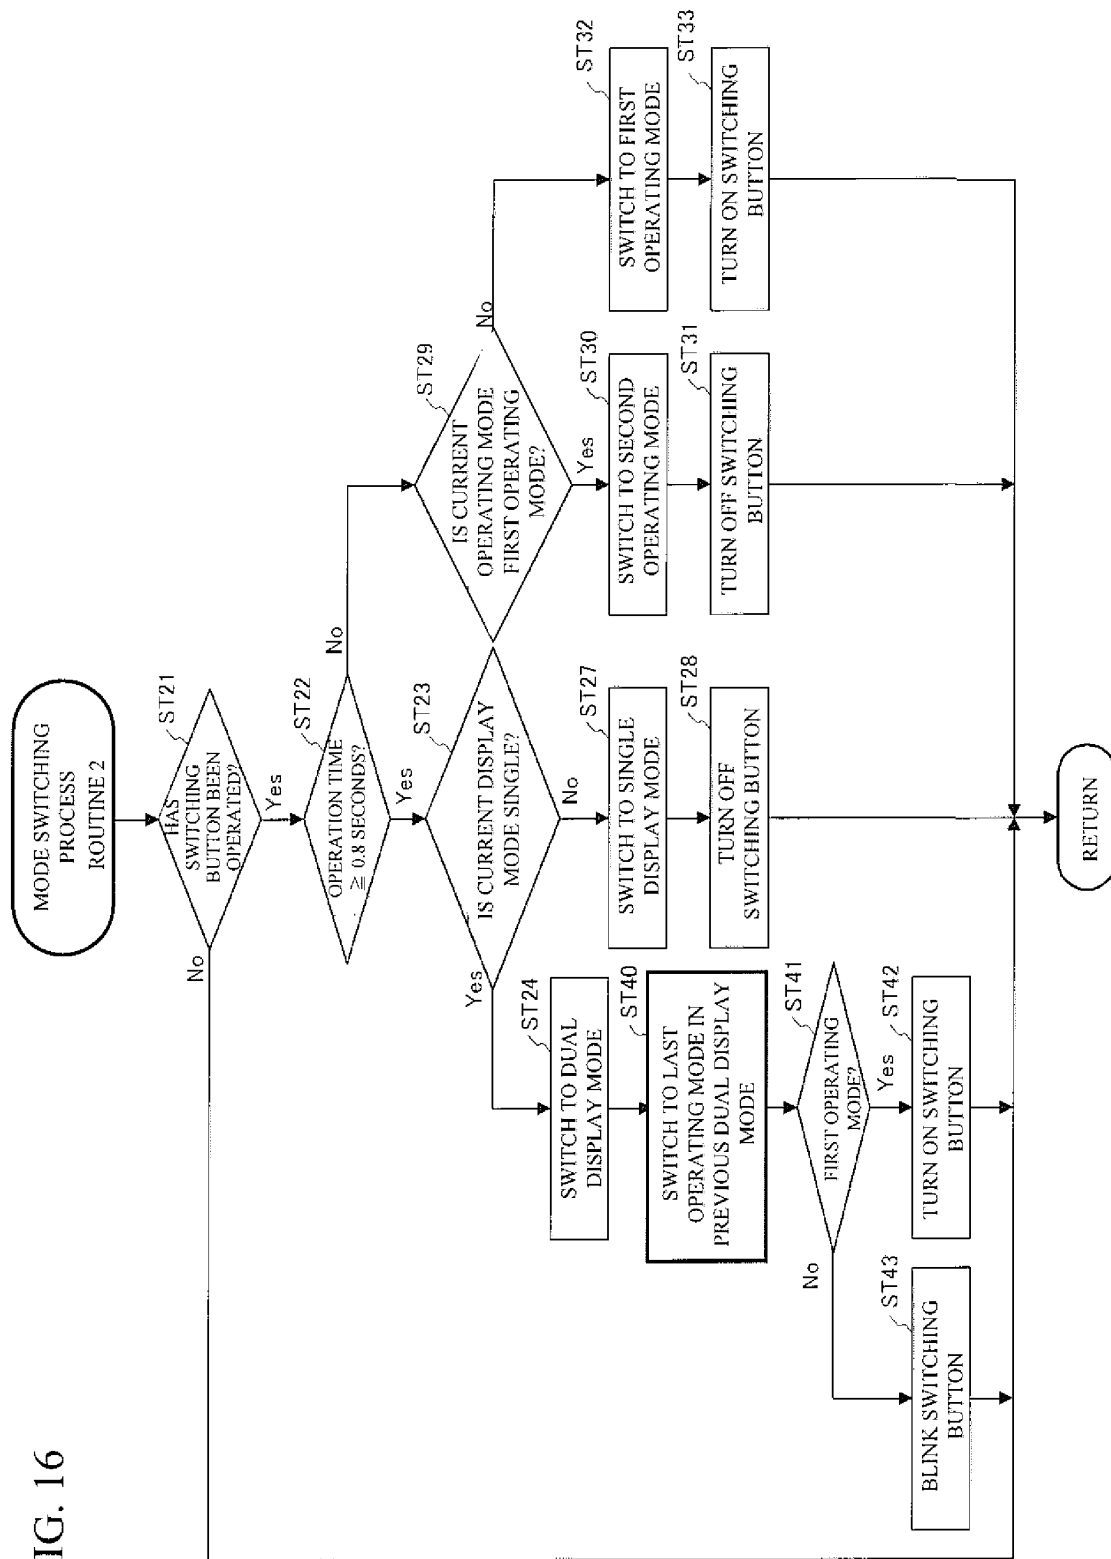 IG. 16
MODE SWITCHING
PROCESS
ROUTINE 2
ST21
HAS
SWITCHING
BUTTON BEEN
OPERATED?
No
Yes
ST22
OPERATION TIME
≧ 0.8 SECONDS?
No
Yes
ST23
IS CURRENT DISPLAY
MODE SINGLE?
Yes
No
ST29
IS CURRENT
OPERATING MODE
FIRST OPERATING
MODE?
No
Yes
ST24
SWITCH TO DUAL
DISPLAY MODE
ST40
SWITCH TO LAST
OPERATING MODE IN
PREVIOUS DUAL DISPLAY
MODE
ST41
FIRST OPERATING
MODE?
No
Yes
ST43
BLINK SWITCHING
BUTTON
ST42
TURN ON SWITCHING
BUTTON
ST27
SWITCH TO SINGLE
DISPLAY MODE
ST28
TURN OFF
SWITCHING BUTTON
ST30
SWITCH TO SECOND
OPERATING MODE
ST31
TURN OFF SWITCHING
BUTTON
ST32
SWITCH TO FIRST
OPERATING MODE
ST33
TURN ON SWITCHING
BUTTON
RETURN